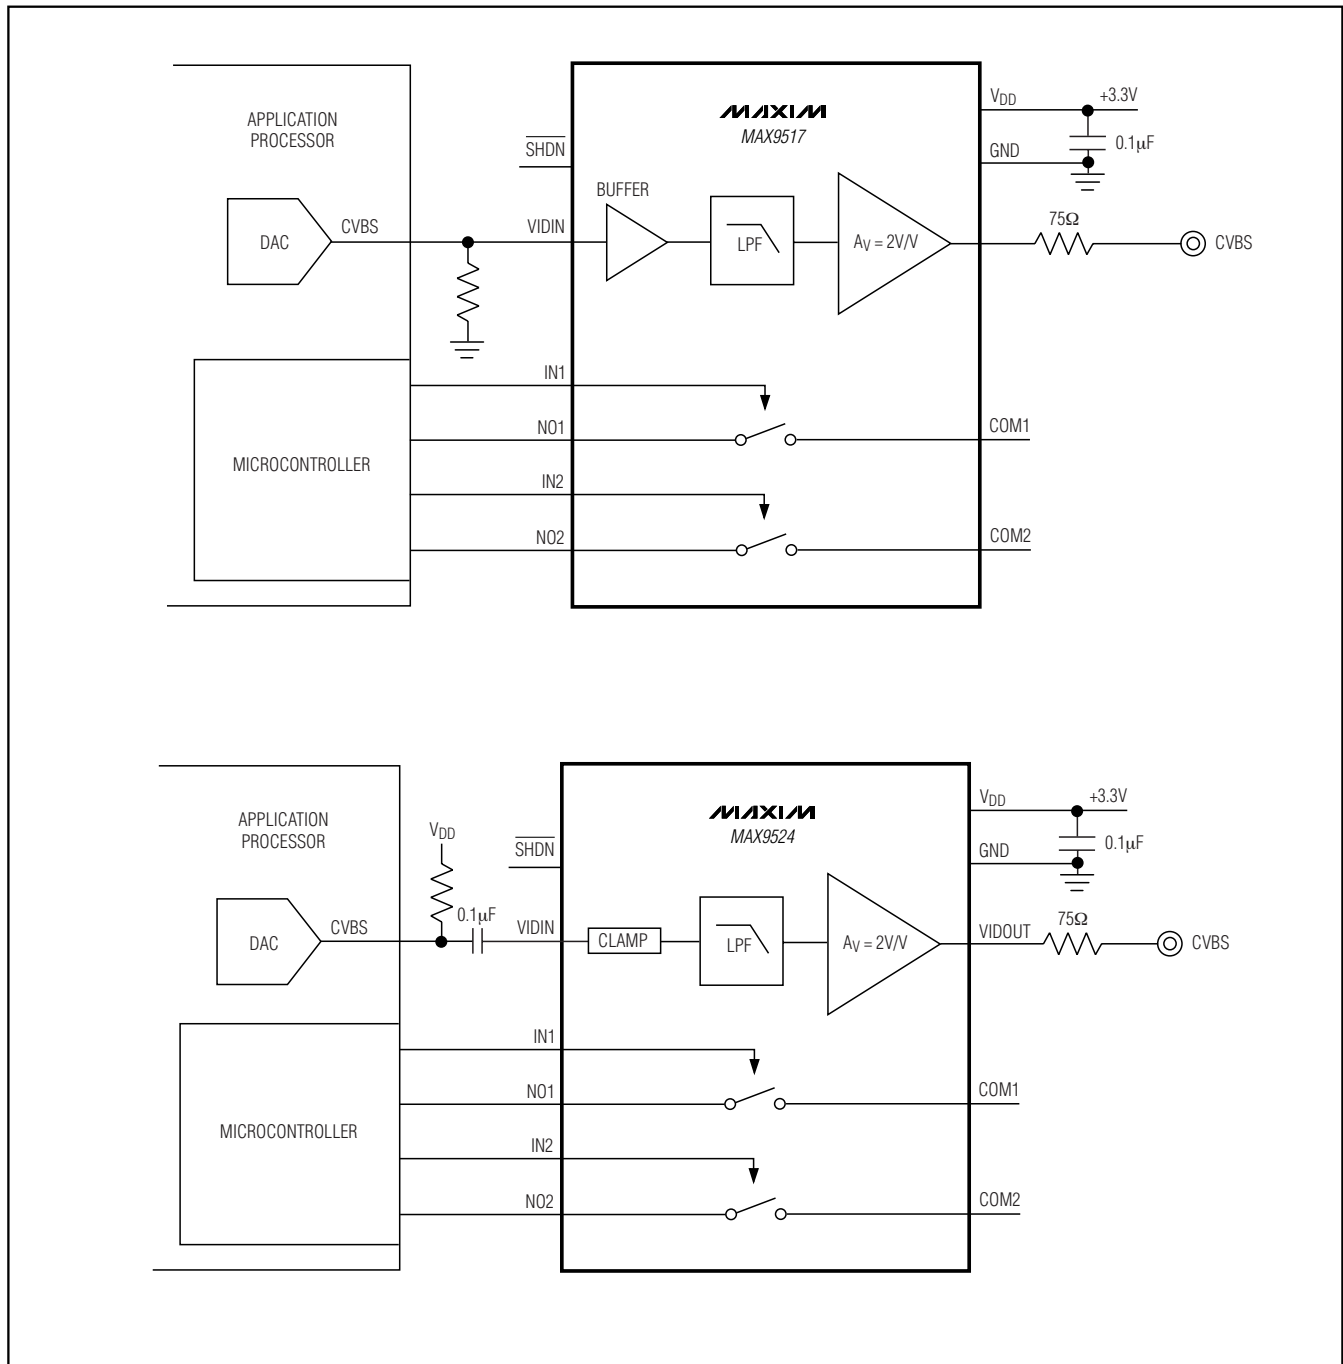 APPLICATION
PROCESSOR
MAXIM
MAX9517
VDD
+3.3V
0.1µF
GND
SHDN
BUFFER
DAC
CVBS
VIDIN
LPF
AV = 2V/V
75Ω
CVBS
MICROCONTROLLER
IN1
NO1
COM1
IN2
NO2
COM2
APPLICATION
PROCESSOR
VDD
MAXIM
MAX9524
VDD
+3.3V
0.1µF
GND
SHDN
DAC
CVBS
0.1µF
VIDIN
CLAMP
LPF
AV = 2V/V
VIDOUT
75Ω
CVBS
MICROCONTROLLER
IN1
NO1
COM1
IN2
NO2
COM2